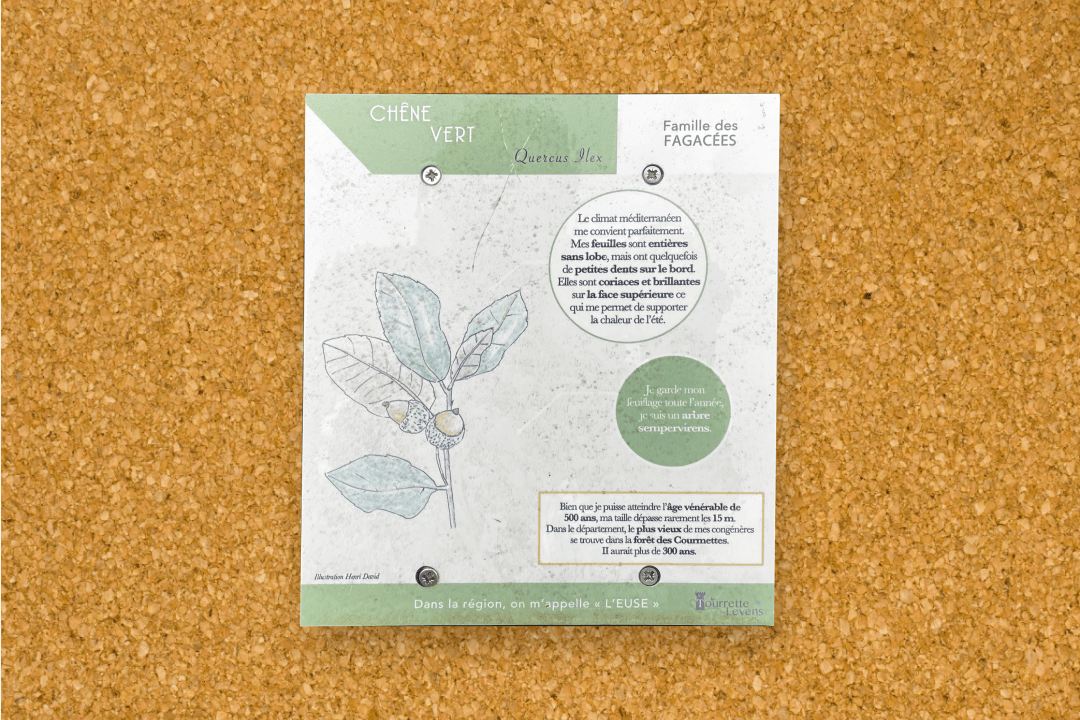 CHÊNE
VERT
Quercus Ilex
Famille des
FAGACÉES
Le climat méditerranéen
me convient parfaitement.
Mes feuilles sont entières
sans lobe, mais ont quelquefois
de petites dents sur le bord.
Elles sont coriaces et brillantes
sur la face supérieure ce
qui me permet de supporter
la chaleur de l'été.
Je garde mon
feuillage toute l'année,
je suis un arbre
sempervirens.
Bien que je puisse atteindre l'âge vénérable de
500 ans, ma taille dépasse rarement les 15 m.
Dans le département, le plus vieux de mes congénères
se trouve dans la forêt des Courmettes.
Il aurait plus de 300 ans.
Illustration Henri David
Dans la région, on m'appelle « L'EUSE »
Tourrette
Levens